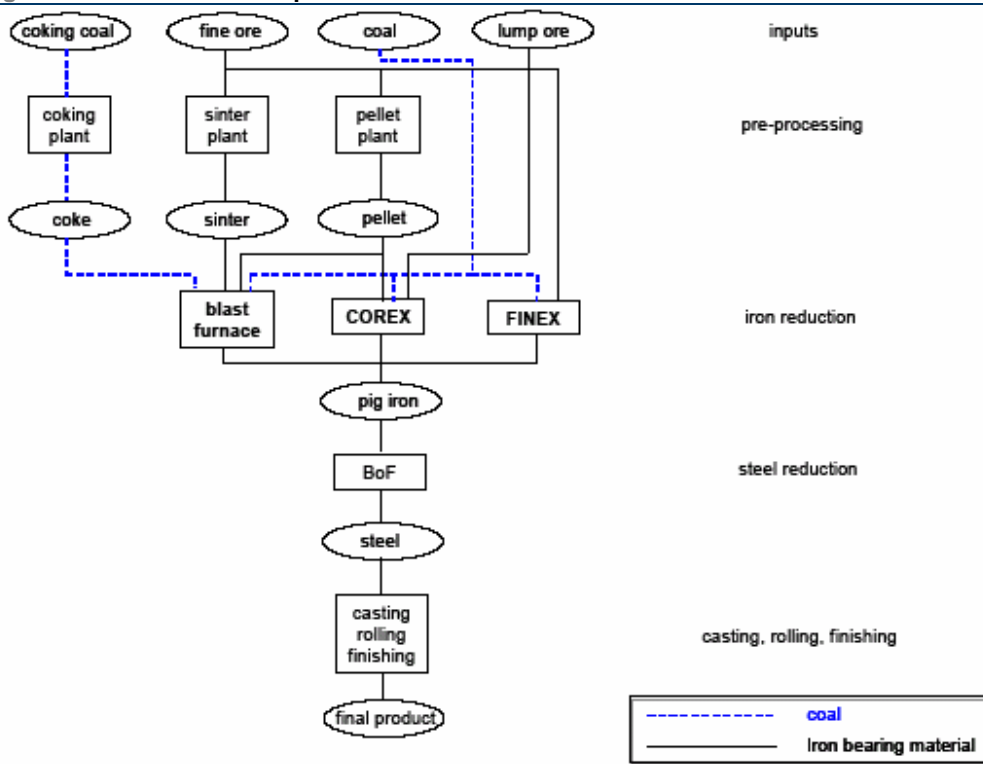 coking coal
fine ore
coal
lump ore
inputs
coking
plant
sinter
plant
pellet
plant
pre-processing
coke
sinter
pellet
blast
furnace
COREX
FINEX
iron reduction
pig iron
BoF
steel reduction
steel
casting
rolling
finishing
casting, rolling, finishing
final product
coal
Iron bearing material